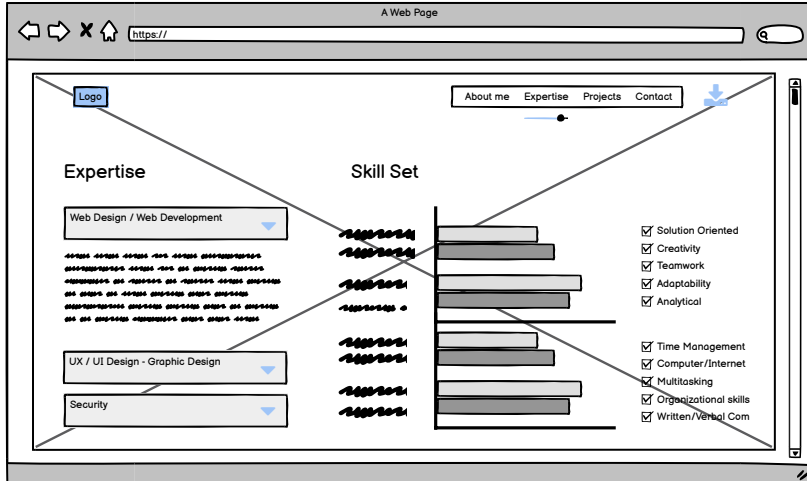 A Web Page
https://
Logo
About me Expertise Projects Contact
Expertise
Skill Set
Web Design / Web Development
UX / UI Design - Graphic Design
Security
Solution Oriented
Creativity
Teamwork
Adaptability
Analytical
Time Management
Computer/Internet
Multitasking
Organizational skills
Written/Verbal Com